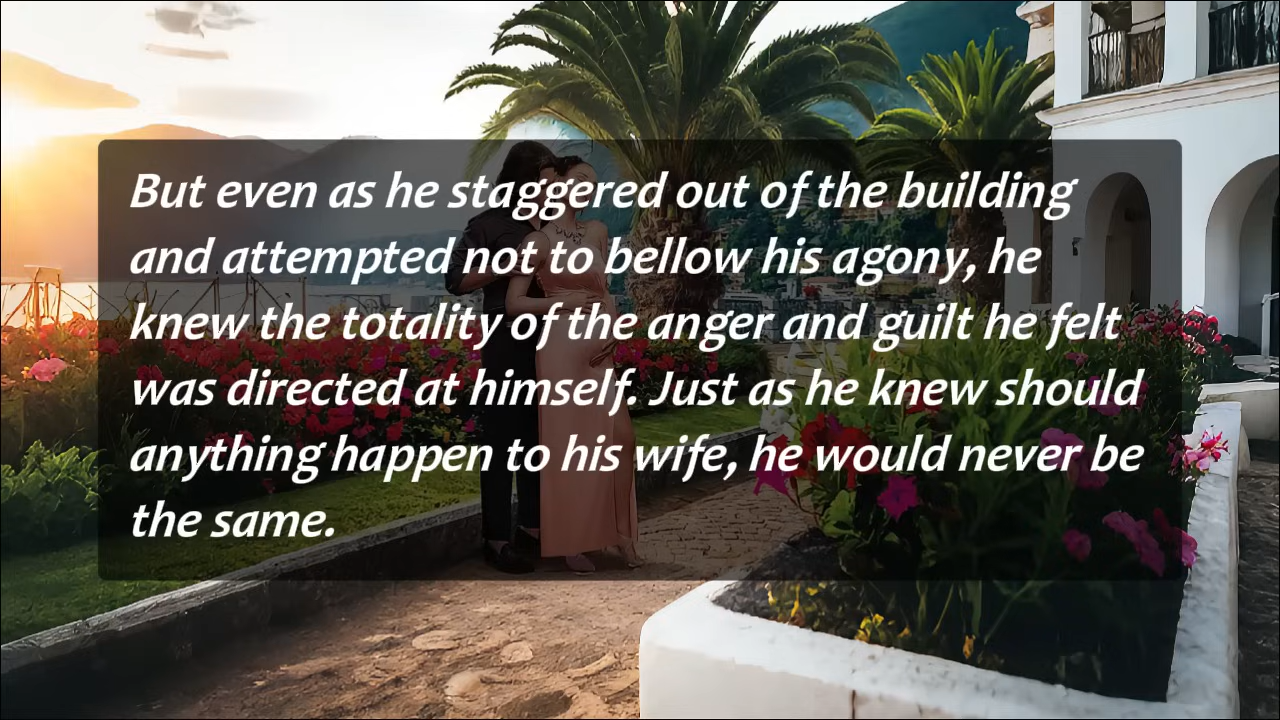 But even as he staggered out of the building
and attempted not to bellow his agony, he
knew the totality of the anger and guilt he felt
was directed at himself. Just as he knew should
anything happen to his wife, he would never be
the same.